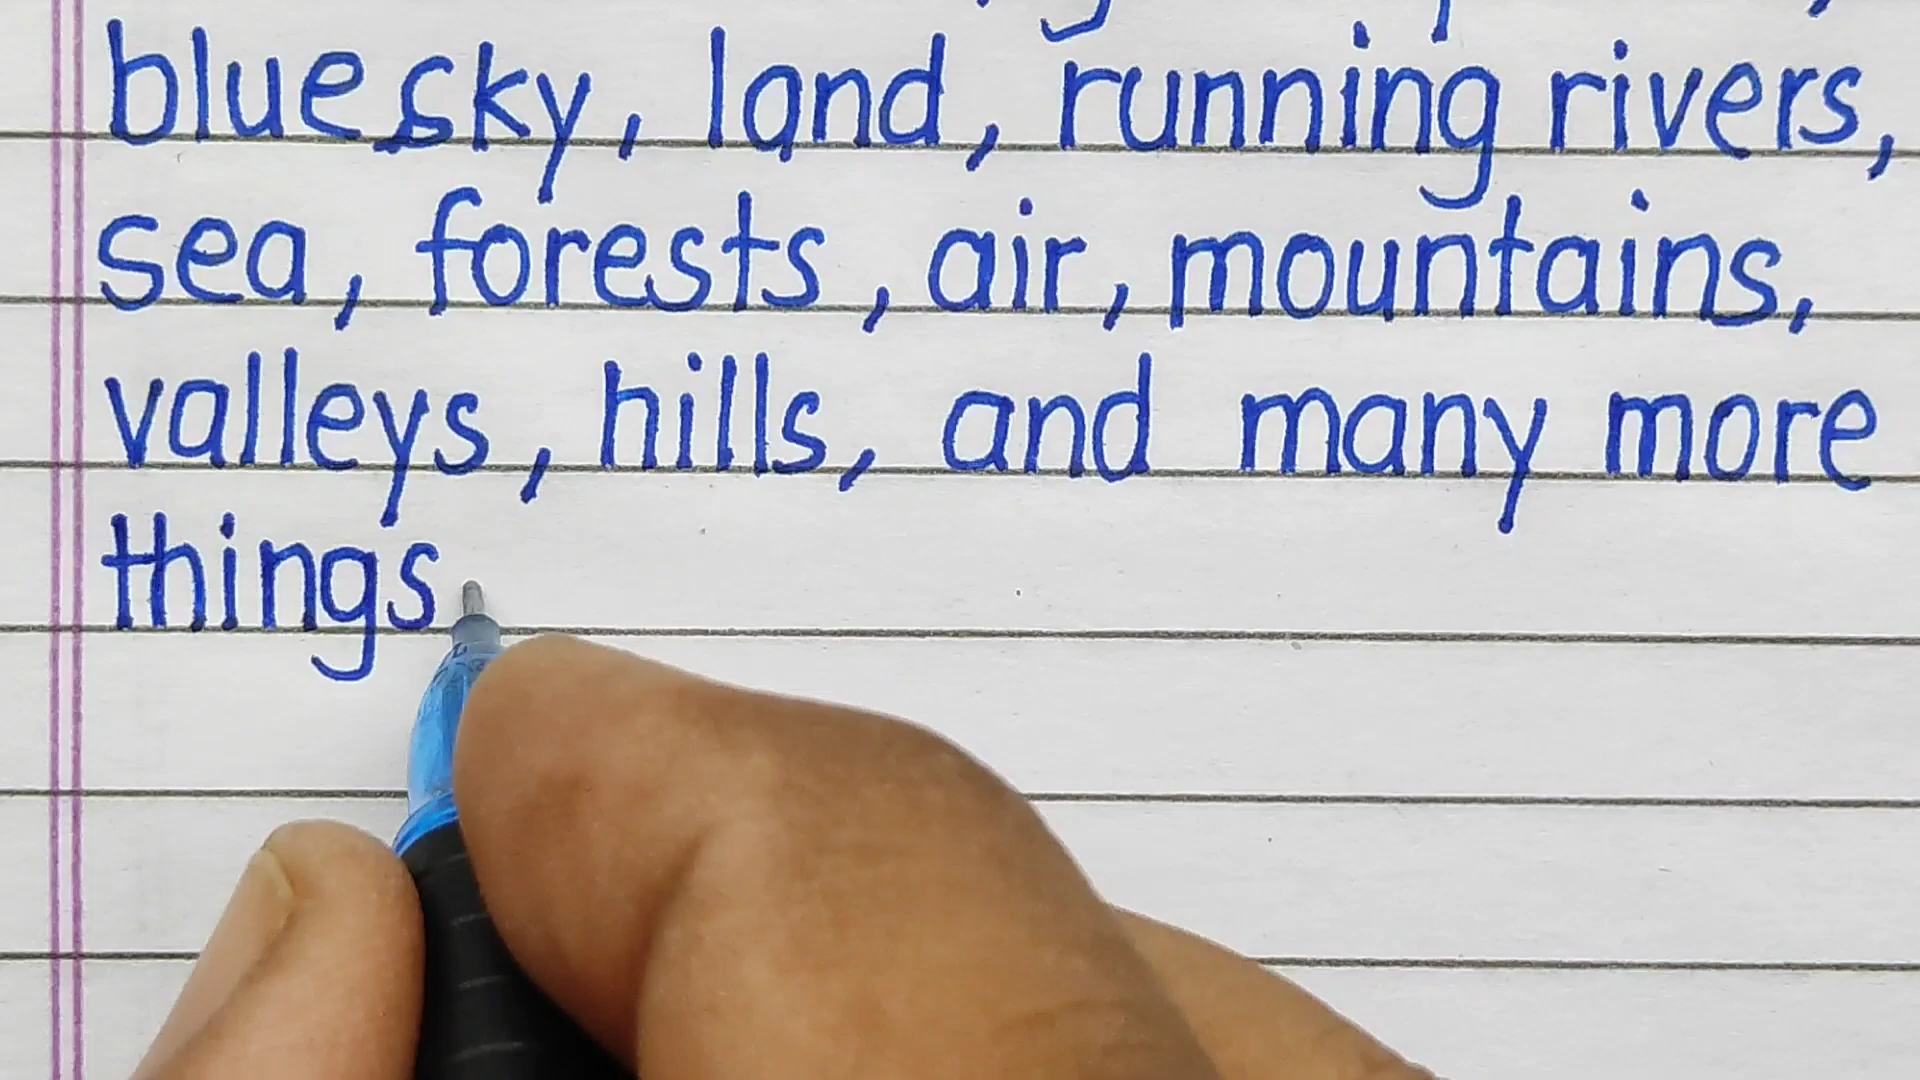 blue sky, land, running rivers,
sea, forests, air, mountains,
valleys, hills, and many more
things